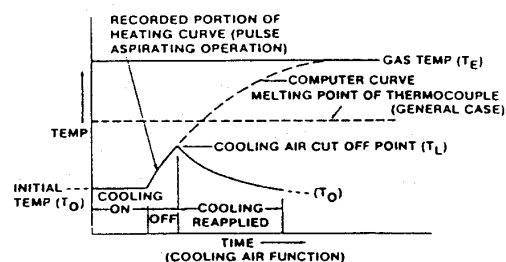 RECORDED PORTION OF
HEATING CURVE (PULSE
ASPIRATING OPERATION)
GAS TEMP (TE)
COMPUTER CURVE
MELTING POINT OF THERMOCOUPLE
(GENERAL CASE)
TEMP
COOLING AIR CUT OFF POINT (TL)
INITIAL
TEMP (TO)
COOLING
ON
OFF
COOLING
REAPPLIED
(TO)
TIME
(COOLING AIR FUNCTION)